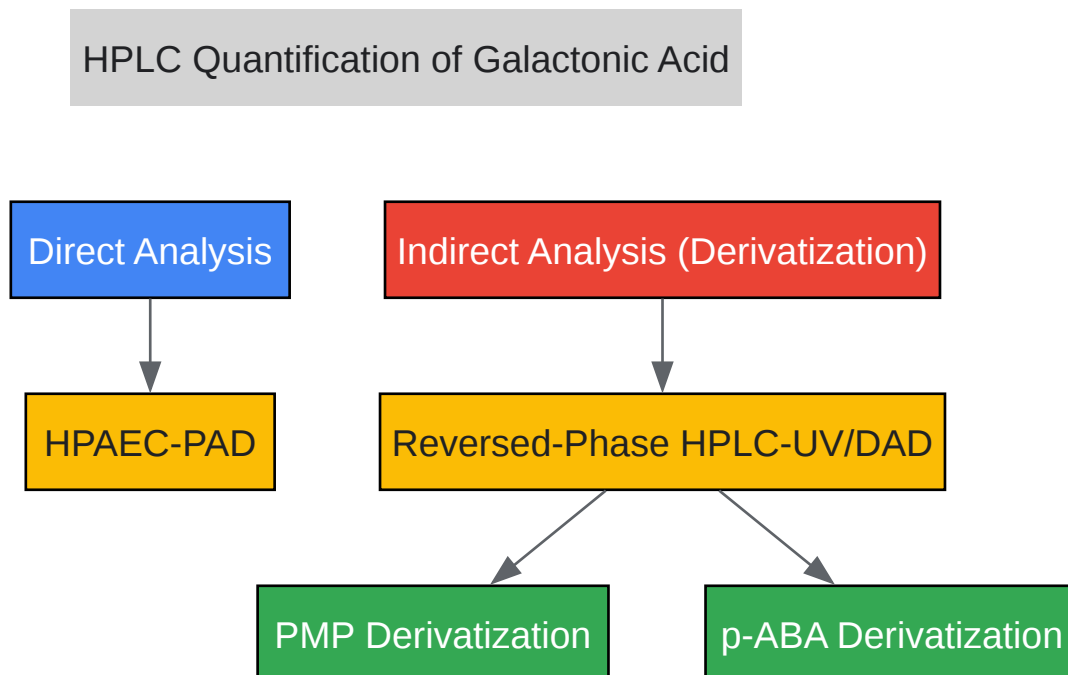 HPLC Quantification of Galactonic Acid
Direct Analysis
Indirect Analysis (Derivatization)
HPAEC-PAD
Reversed-Phase HPLC-UV/DAD
PMP Derivatization
p-ABA Derivatization